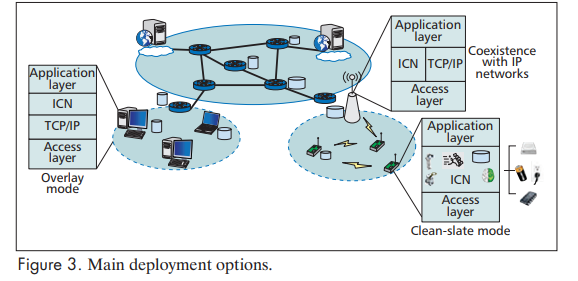 Application
layer
ICN
TCP/IP
Access
layer
Overlay
mode
Application
layer
ICN
TCP/IP
Access
layer
Coexistence
with IP
networks
Application
layer
ICN
Access
layer
Clean-slate mode
Figure 3. Main deployment options.